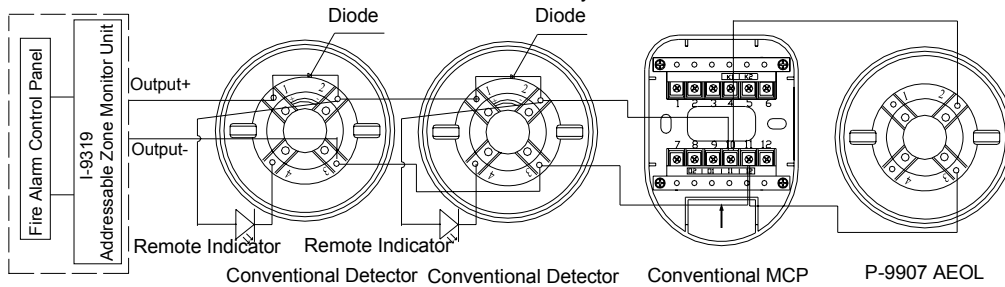 Diode
Diode
Fire Alarm Control Panel
I-9319
Addressable Zone Monitor Unit
Output+
Output-
1
2
3
4
1
2
3
4
K1 K2
1 2 3 4 5 6
7 8 9 10 11 12
1
2
3
4
Remote Indicator
Remote Indicator
Conventional Detector
Conventional Detector
Conventional MCP
P-9907 AEOL